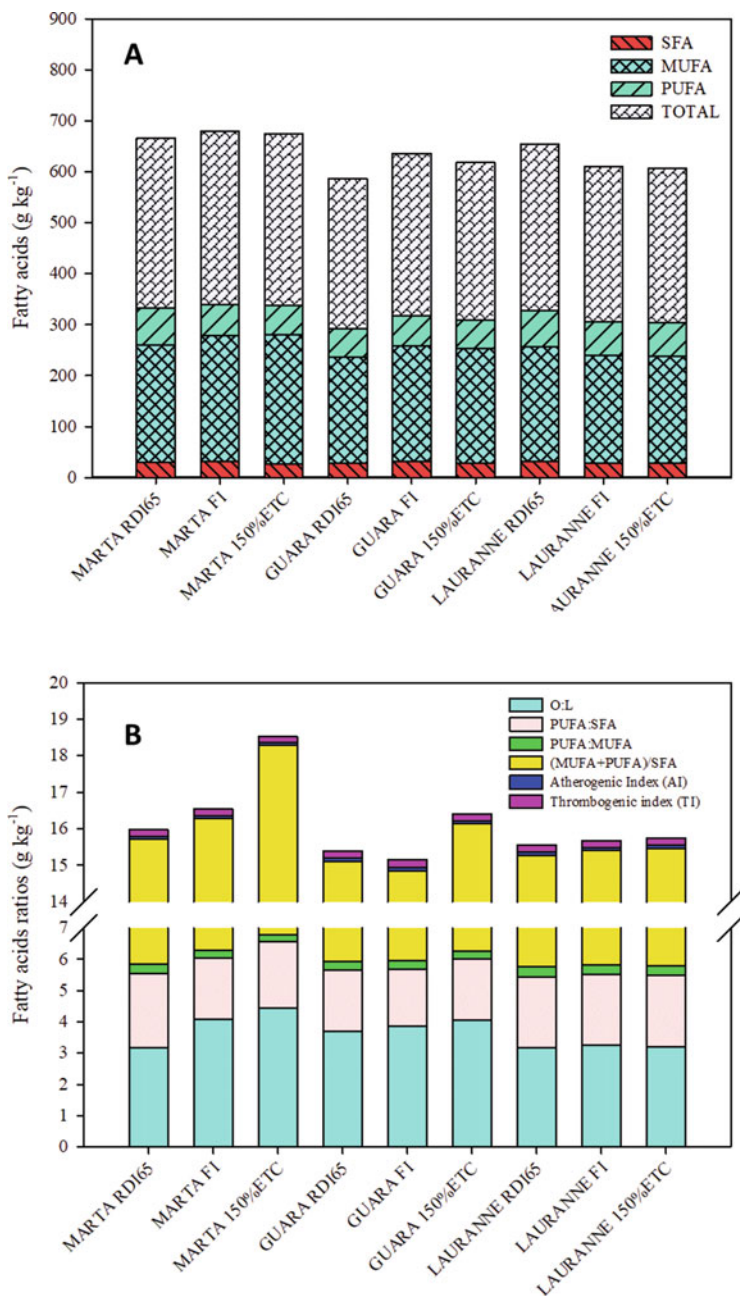 A
SFA
MUFA
PUFA
TOTAL
900
800
700
600
500
400
300
200
100
0
Fatty acids (g kg-1)
MARTA RDI65
MARTA FI
MARTA 150%ETC
GUARA RDI65
GUARA FI
GUARA 150%ETC
LAURANNE RDI65
LAURANNE FI
AURANNE 150%ETC
B
O:L
PUFA:SFA
PUFA:MUFA
(MUFA+PUFA)/SFA
Atherogenic Index (AI)
Thrombogenic index (TI)
20
19
18
17
16
15
14
7
6
5
4
3
2
1
0
Fatty acids ratios (g kg-1)
MARTA RDI65
MARTA FI
MARTA 150%ETC
GUARA RDI65
GUARA FI
GUARA 150%ETC
LAURANNE RDI65
LAURANNE FI
LAURANNE 150%ETC